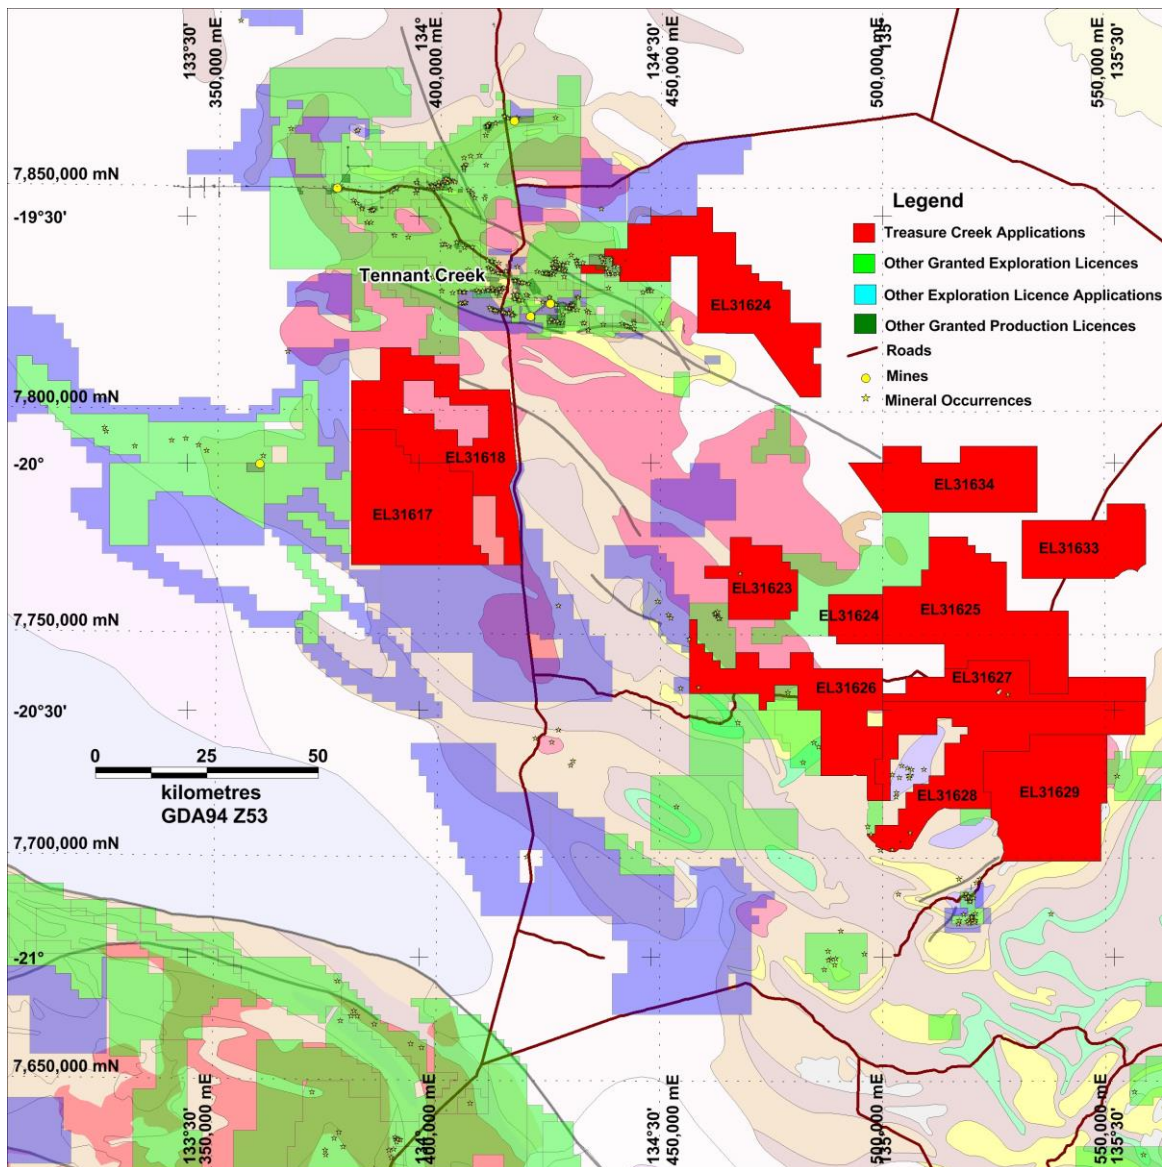 133°30'
350,000 mE
134°
400,000 mE
134°30'
450,000 mE
135°
500,000 mE
135°30'
550,000 mE
7,850,000 mN
-19°30'
Legend
Treasure Creek Applications
Other Granted Exploration Licences
Other Exploration Licence Applications
Other Granted Production Licences
Roads
Mines
Mineral Occurrences
Tennant Creek
EL31624
7,800,000 mN
-20°
EL31618
EL31617
EL31634
EL31633
EL31623
EL31624
EL31625
7,750,000 mN
EL31627
EL31626
-20°30'
0 25 50
kilometres
GDA94 Z53
EL31628
EL31629
7,700,000 mN
-21°
7,650,000 mN
133°30'
350,000 mE
134°
400,000 mE
134°30'
450,000 mE
135°
500,000 mE
135°30'
550,000 mE